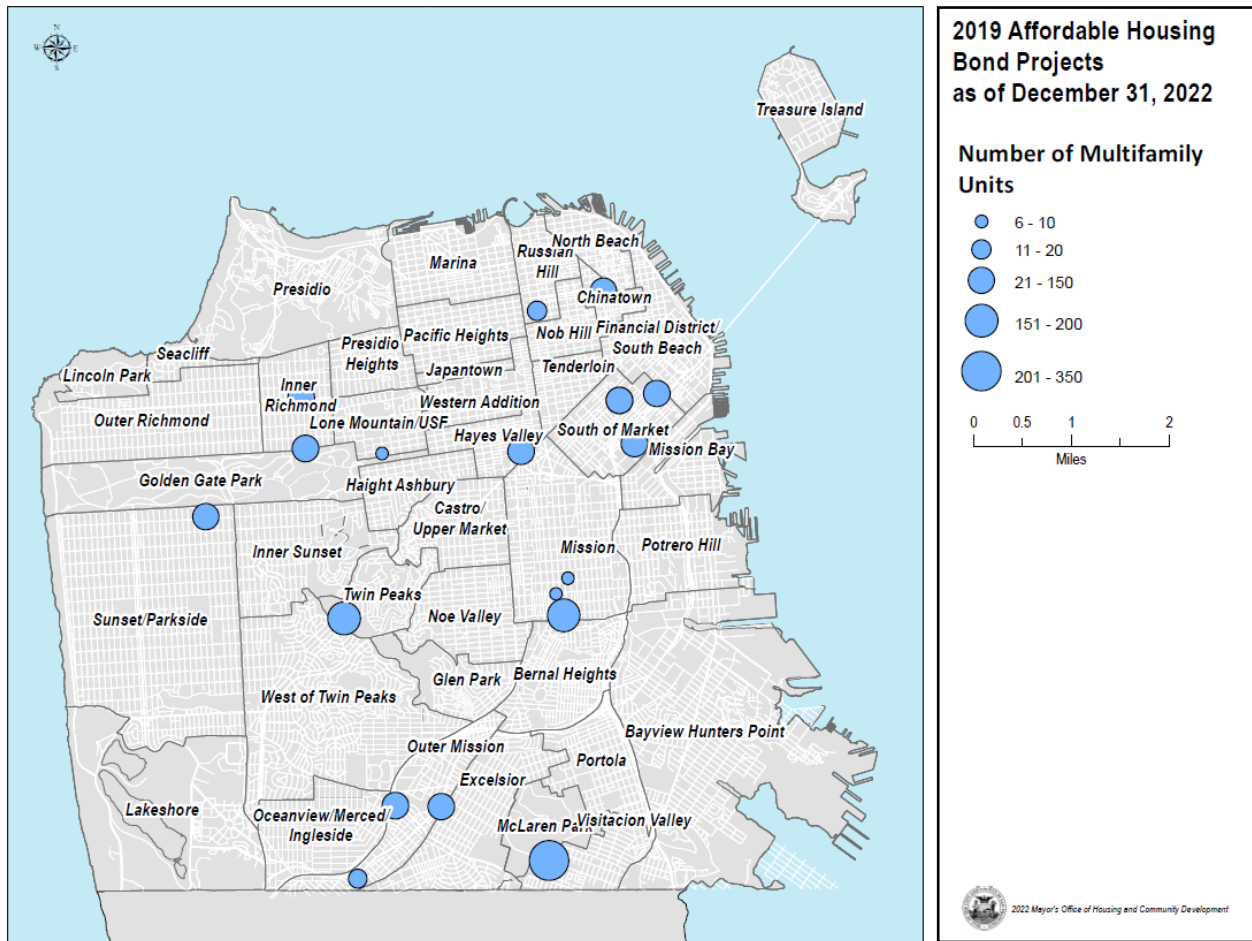 N
W
E
S
Treasure Island
North Beach
Russian
Hill
Marina
Chinatown
Presidio
Nob Hill
Financial District/
South Beach
Pacific Heights
Presidio
Heights
Seacliff
Lincoln Park
Japantown
Tenderloin
Inner
Richmond
Outer Richmond
Western Addition
Lone Mountain/USF
Hayes Valley
South of Market
Mission Bay
Golden Gate Park
Haight Ashbury
Castro/
Upper Market
Inner Sunset
Mission
Potrero Hill
Twin Peaks
Sunset/Parkside
Noe Valley
Glen Park
Bernal Heights
West of Twin Peaks
Bayview Hunters Point
Outer Mission
Portola
Excelsior
Lakeshore
Oceanview/Merced/
Ingleside
McLaren Park
Visitacion Valley
2019 Affordable Housing
Bond Projects
as of December 31, 2022
Number of Multifamily
Units
6 - 10
11 - 20
21 - 150
151 - 200
201 - 350
0 0.5 1 2
Miles
2022 Mayor's Office of Housing and Community Development